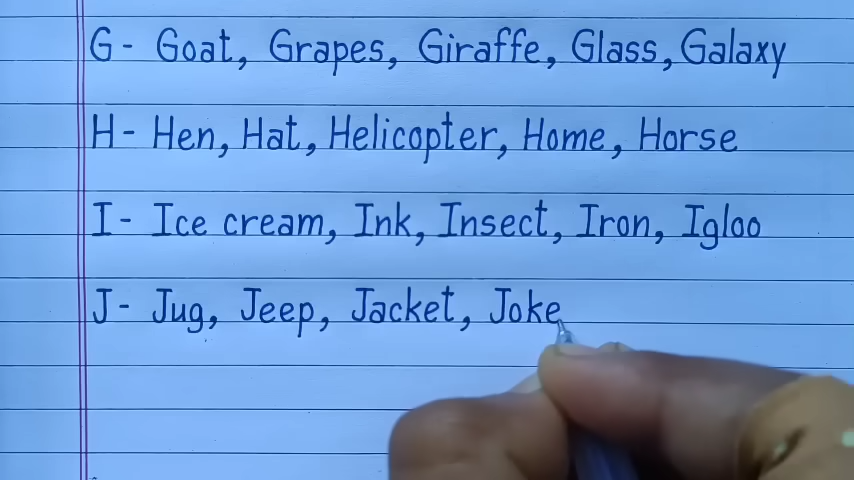 G- Goat, Grapes, Giraffe, Glass, Galaxy
H- Hen, Hat, Helicopter, Home, Horse
I- Ice cream, Ink, Insect, Iron, Igloo
J- Jug, Jeep, Jacket, Joke